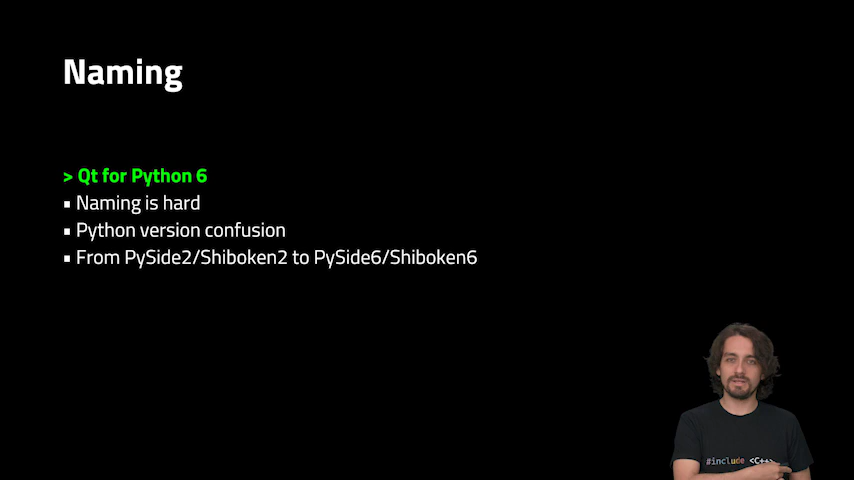 Naming
> Qt for Python 6
▪ Naming is hard
▪ Python version confusion
▪ From PySide2/Shiboken2 to PySide6/Shiboken6
#include <C++>